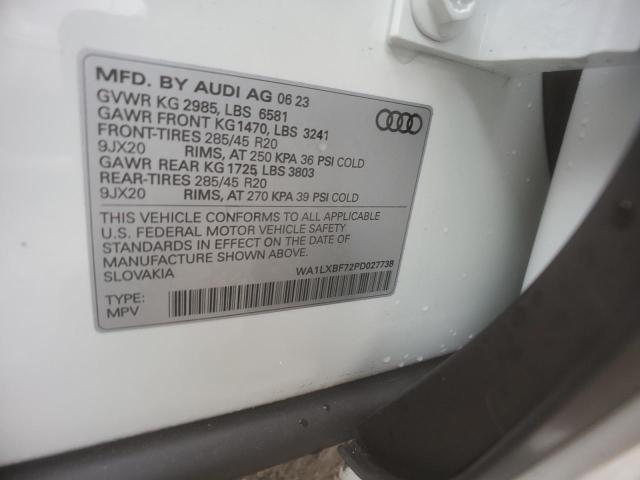 MFD. BY AUDI AG 06 23
GVWR KG 2985, LBS 6581
GAWR FRONT KG1470, LBS 3241
FRONT-TIRES 285/45 R20
9JX20 RIMS, AT 250 KPA 36 PSI COLD
GAWR REAR KG 1725 LBS 3803
REAR-TIRES 285/45 R20
9JX20 RIMS, AT 270 KPA 39 PSI COLD
THIS VEHICLE CONFORMS TO ALL APPLICABLE
U.S. FEDERAL MOTOR VEHICLE SAFETY
STANDARDS IN EFFECT ON THE DATE OF
MANUFACTURE SHOWN ABOVE.
SLOVAKIA
WA1LXBF72PD027738
TYPE:
MPV